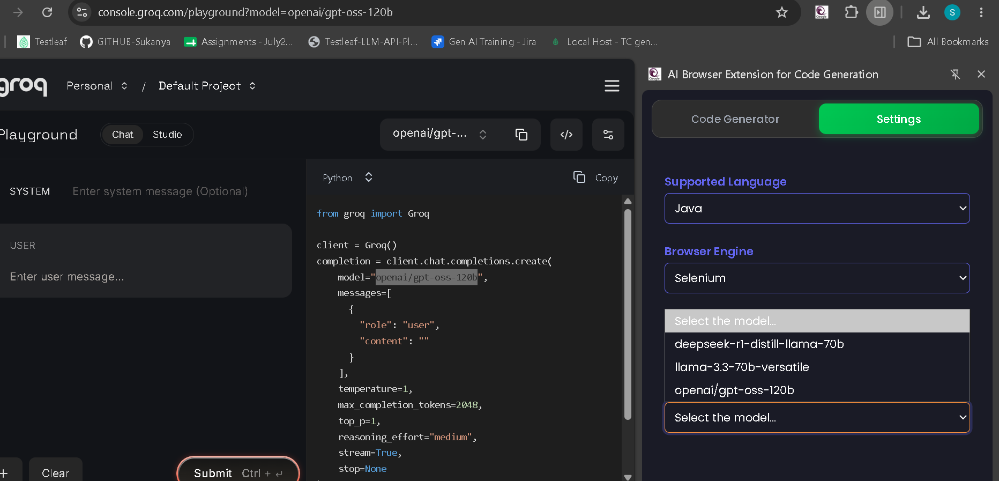 console.groq.com/playground?model=openai/gpt-oss-120b
S
Testleaf
GITHUB-Sukanya
Assignments - July2...
Testleaf-LLM-API-Pl...
Gen AI Training - Jira
Local Host - TC gen...
All Bookmarks
groq
Personal
/
Default Project
Playground
Chat
Studio
openai/gpt-...
</>
SYSTEM
Enter system message (Optional)
USER
Enter user message...
+
Clear
Submit Ctrl + ↵
Python
Copy
from groq import Groq
client = Groq()
completion = client.chat.completions.create(
model="openai/gpt-oss-120b",
messages=[
{
"role": "user",
"content": ""
}
],
temperature=1,
max_completion_tokens=2048,
top_p=1,
reasoning_effort="medium",
stream=True,
stop=None
Qeagle
AI Browser Extension for Code Generation
Code Generator
Settings
Supported Language
Java
Browser Engine
Selenium
Select the model...
deepseek-r1-distill-llama-70b
llama-3.3-70b-versatile
openai/gpt-oss-120b
Select the model...